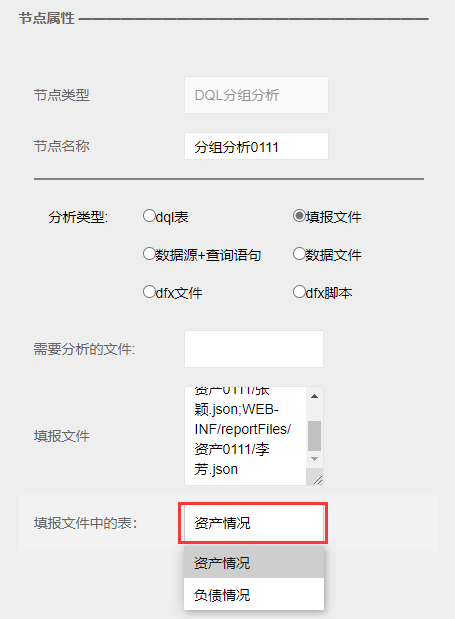 节点属性
节点类型 DQL分组分析
节点名称 分组分析0111
分析类型: dql表 填报文件
数据源+查询语句 数据文件
dfx文件 dfx脚本
需要分析的文件:
填报文件
资产0111/张
颖.json;WEB-
INF/reportFiles/
资产0111/李
芳.json
填报文件中的表: 资产情况
资产情况
负债情况